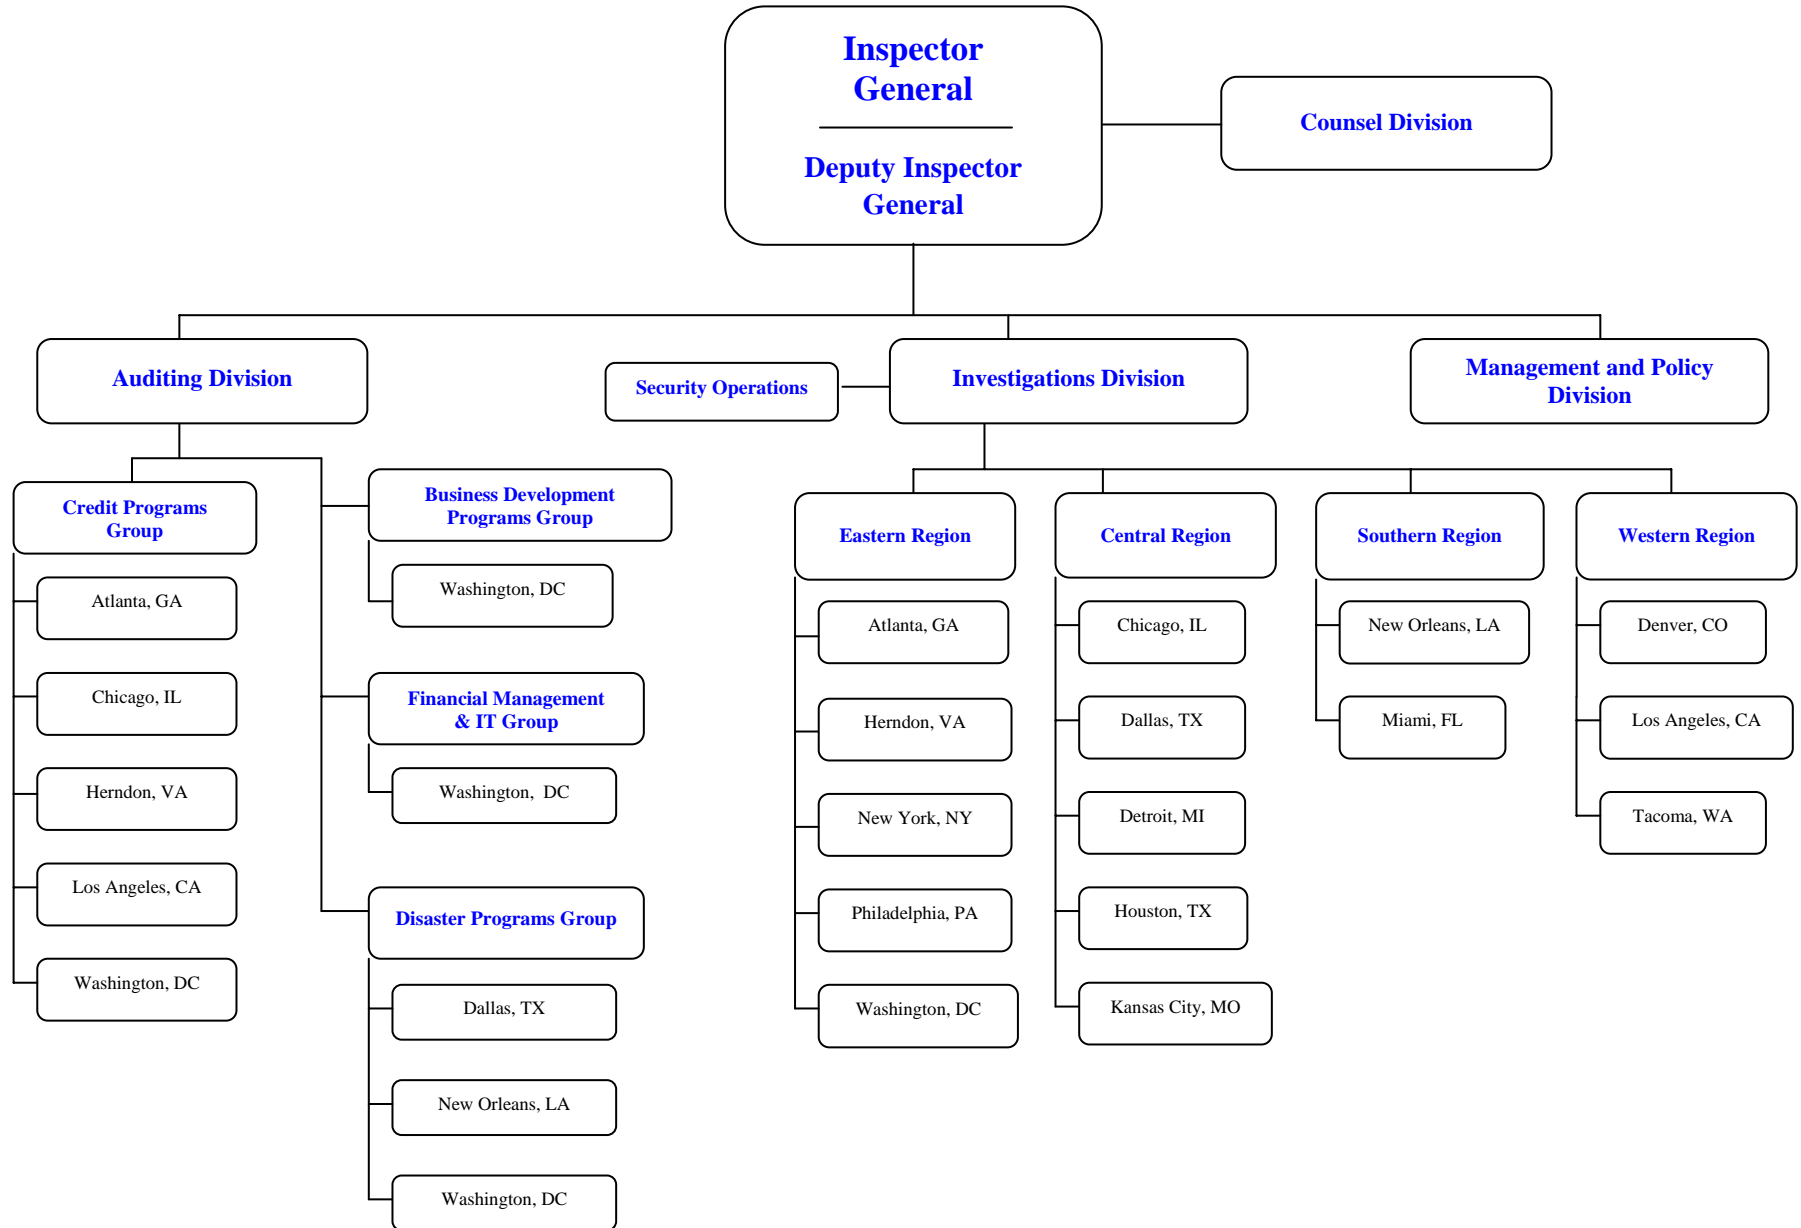 Inspector
General
Deputy Inspector
General
Counsel Division
Auditing Division
Security Operations
Investigations Division
Management and Policy
Division
Credit Programs
Group
Atlanta, GA
Chicago, IL
Herndon, VA
Los Angeles, CA
Washington, DC
Business Development
Programs Group
Washington, DC
Financial Management
& IT Group
Washington,  DC
Disaster Programs Group
Dallas, TX
New Orleans, LA
Washington, DC
Eastern Region
Atlanta, GA
Herndon, VA
New York, NY
Philadelphia, PA
Washington, DC
Central Region
Chicago, IL
Dallas, TX
Detroit, MI
Houston, TX
Kansas City, MO
Southern Region
New Orleans, LA
Miami, FL
Western Region
Denver, CO
Los Angeles, CA
Tacoma, WA